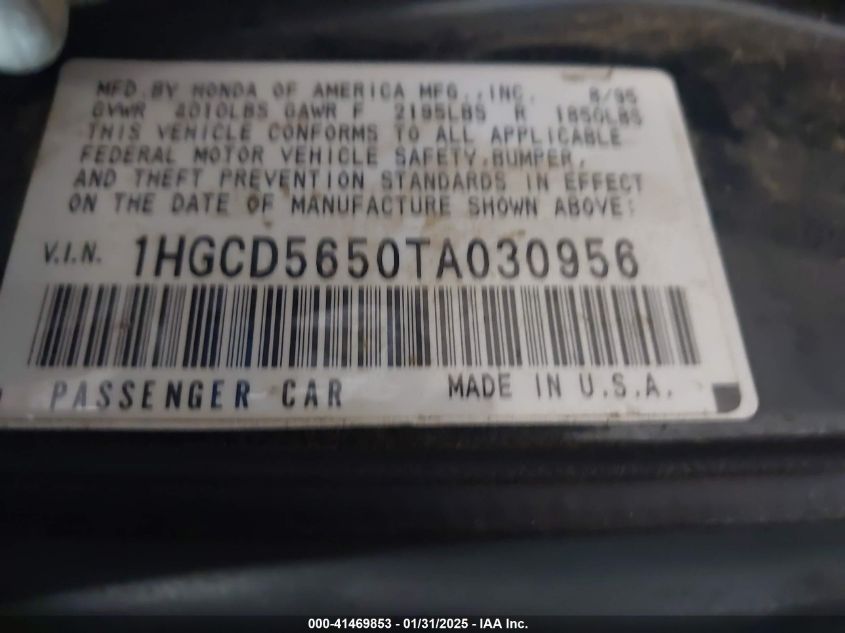 MFD.BY HONDA OF AMERICA MFG.,INC. 8/95
GVWR 4010LBS GAWR F 2195LBS R 1850LBS
THIS VEHICLE CONFORMS TO ALL APPLICABLE
FEDERAL MOTOR VEHICLE SAFETY,BUMPER,
AND THEFT PREVENTION STANDARDS IN EFFECT
ON THE DATE OF MANUFACTURE SHOWN ABOVE:
V.I.N. 1HGCD5650TA030956
PASSENGER CAR MADE IN U.S.A.
000-41469853 - 01/31/2025 - IAA Inc.